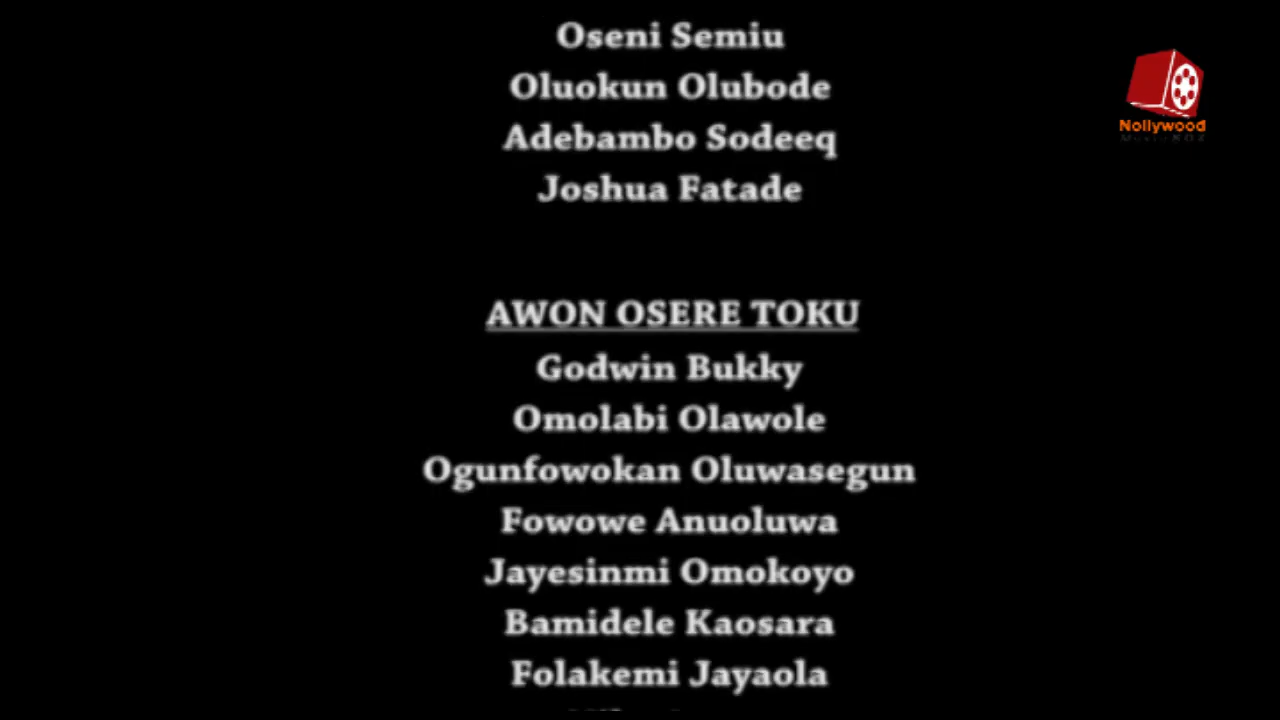 Oseni Semiu
Oluokun Olubode
Adebambo Sodeeq
Joshua Fatade
AWON OSERE TOKU
Godwin Bukky
Omolabi Olawole
Ogunfowokan Oluwasegun
Fowowe Anuoluwa
Jayesinmi Omokoyo
Bamidele Kaosara
Folakemi Jayaola
Nollywood